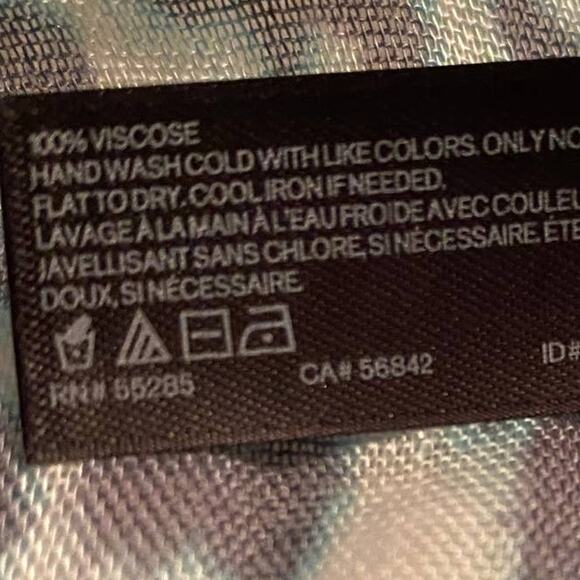 100% VISCOSE
HAND WASH COLD WITH LIKE COLORS. ONLY NO
FLAT TO DRY. COOL IRON IF NEEDED.
LAVAGE À LA MAIN À L'EAU FROIDE AVEC COULEU
JAVELLISANT SANS CHLORE, SI NÉCESSAIRE. ÉTE
DOUX, SI NÉCESSAIRE.
RN# 55285 CA# 56842 ID#